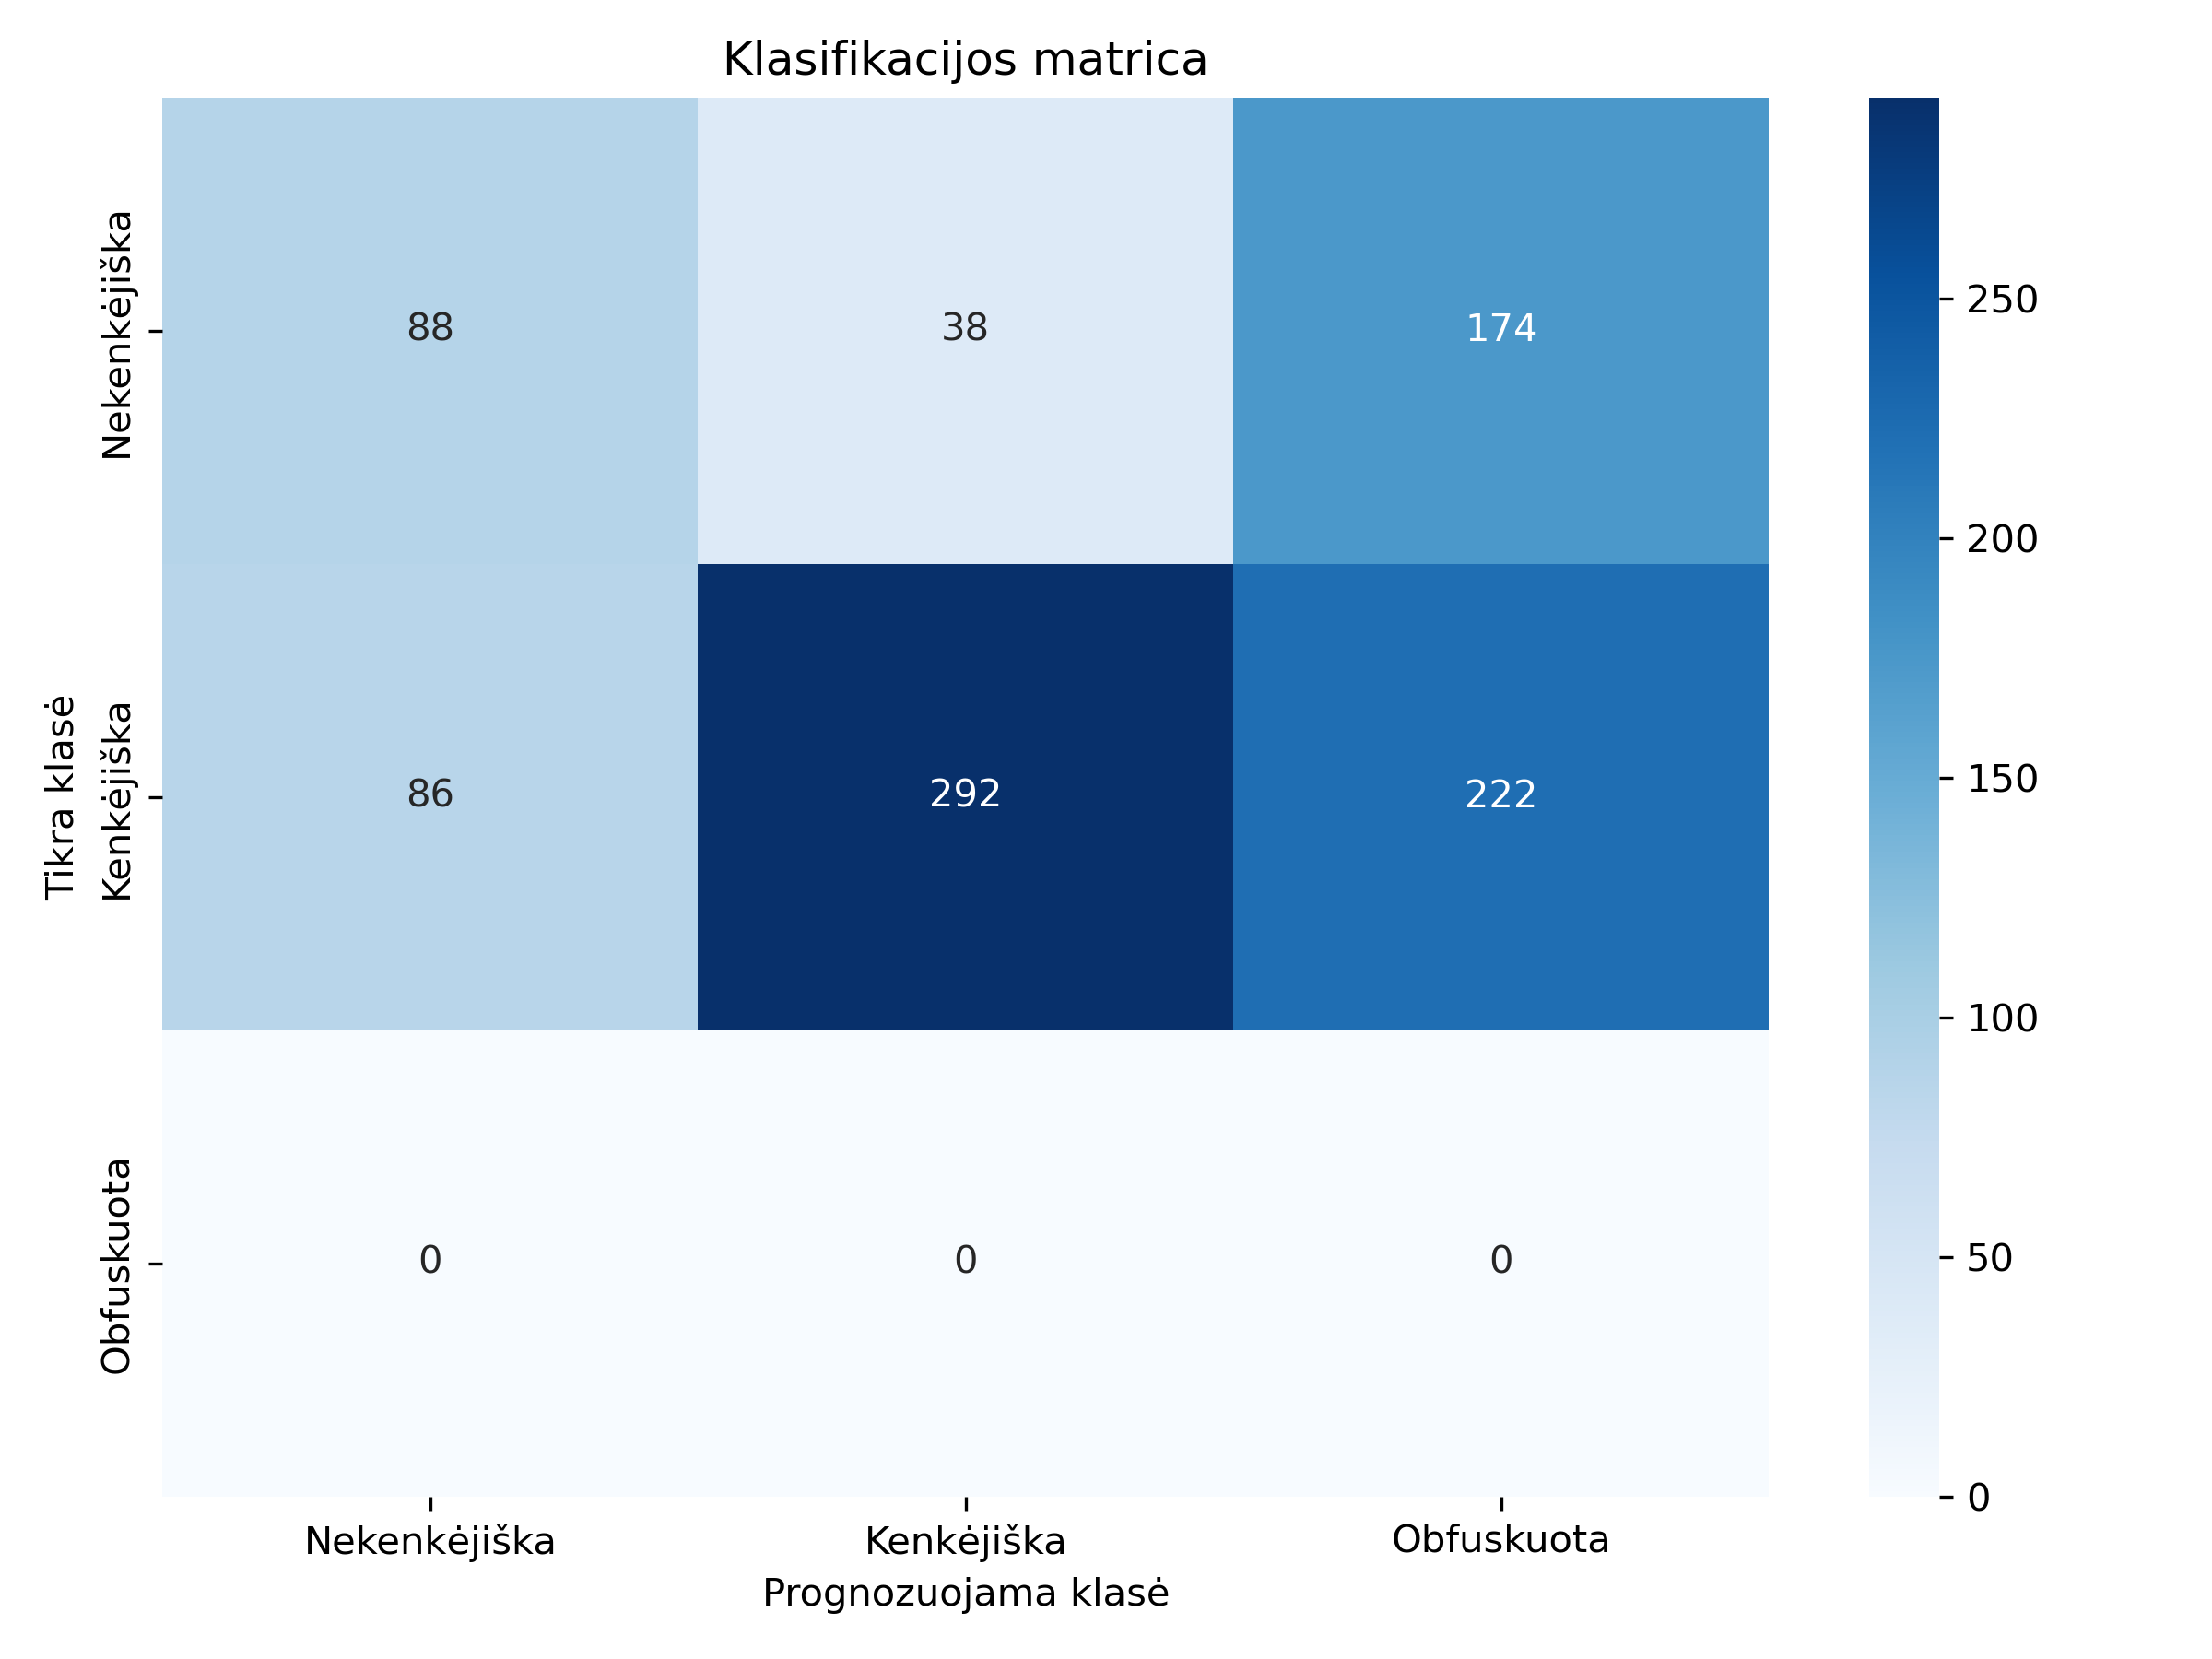 Klasifikacijos matrica
Tikra klasė
Nekenkėjiška
88 38 174
Kenkėjiška
86 292 222
Obfuskuota
0 0 0
Nekenkėjiška Kenkėjiška Obfuskuota
Prognozuojama klasė
250
200
150
100
50
0